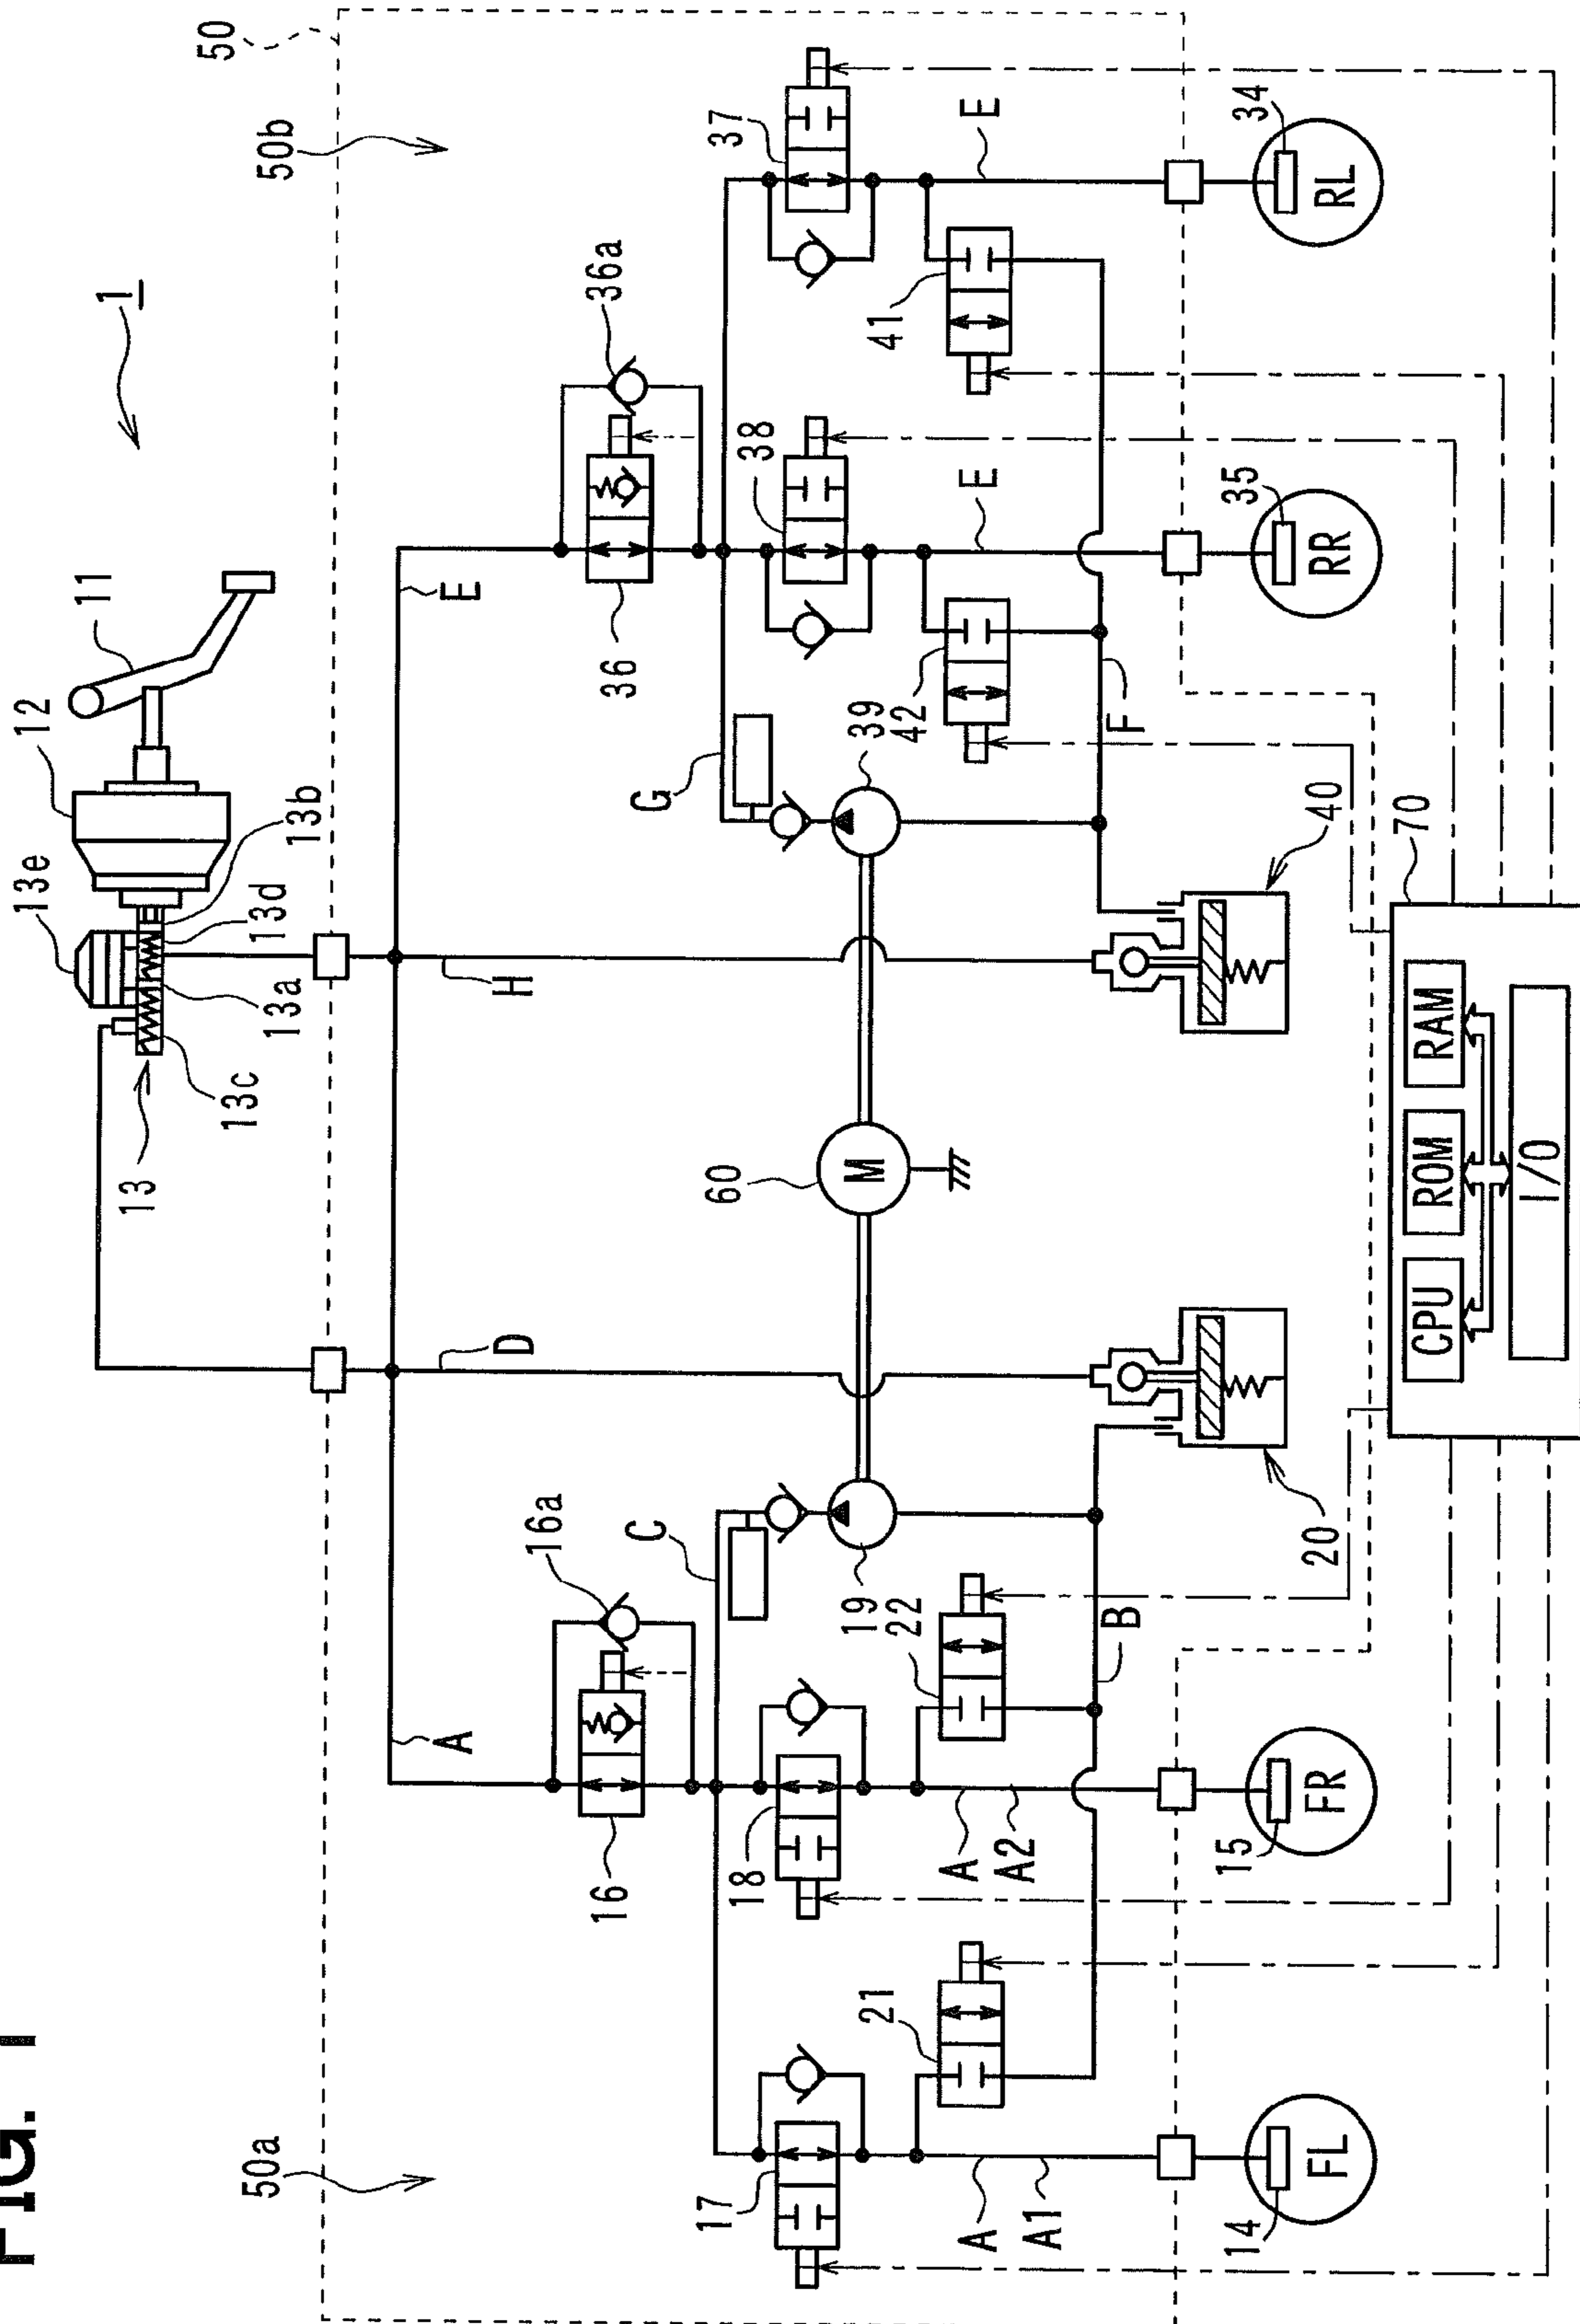 FIG. 1
1
11
12
13e
13b
13d
13a
13c
13
50
50a
50b
A
D
H
E
16
16a
36
36a
C
G
60
M
17
18
19
22
21
37
38
39
42
41
A
A1
A
A2
B
E
E
F
20
40
14
FL
15
FR
35
RR
34
RL
70
CPU
ROM
RAM
I/O